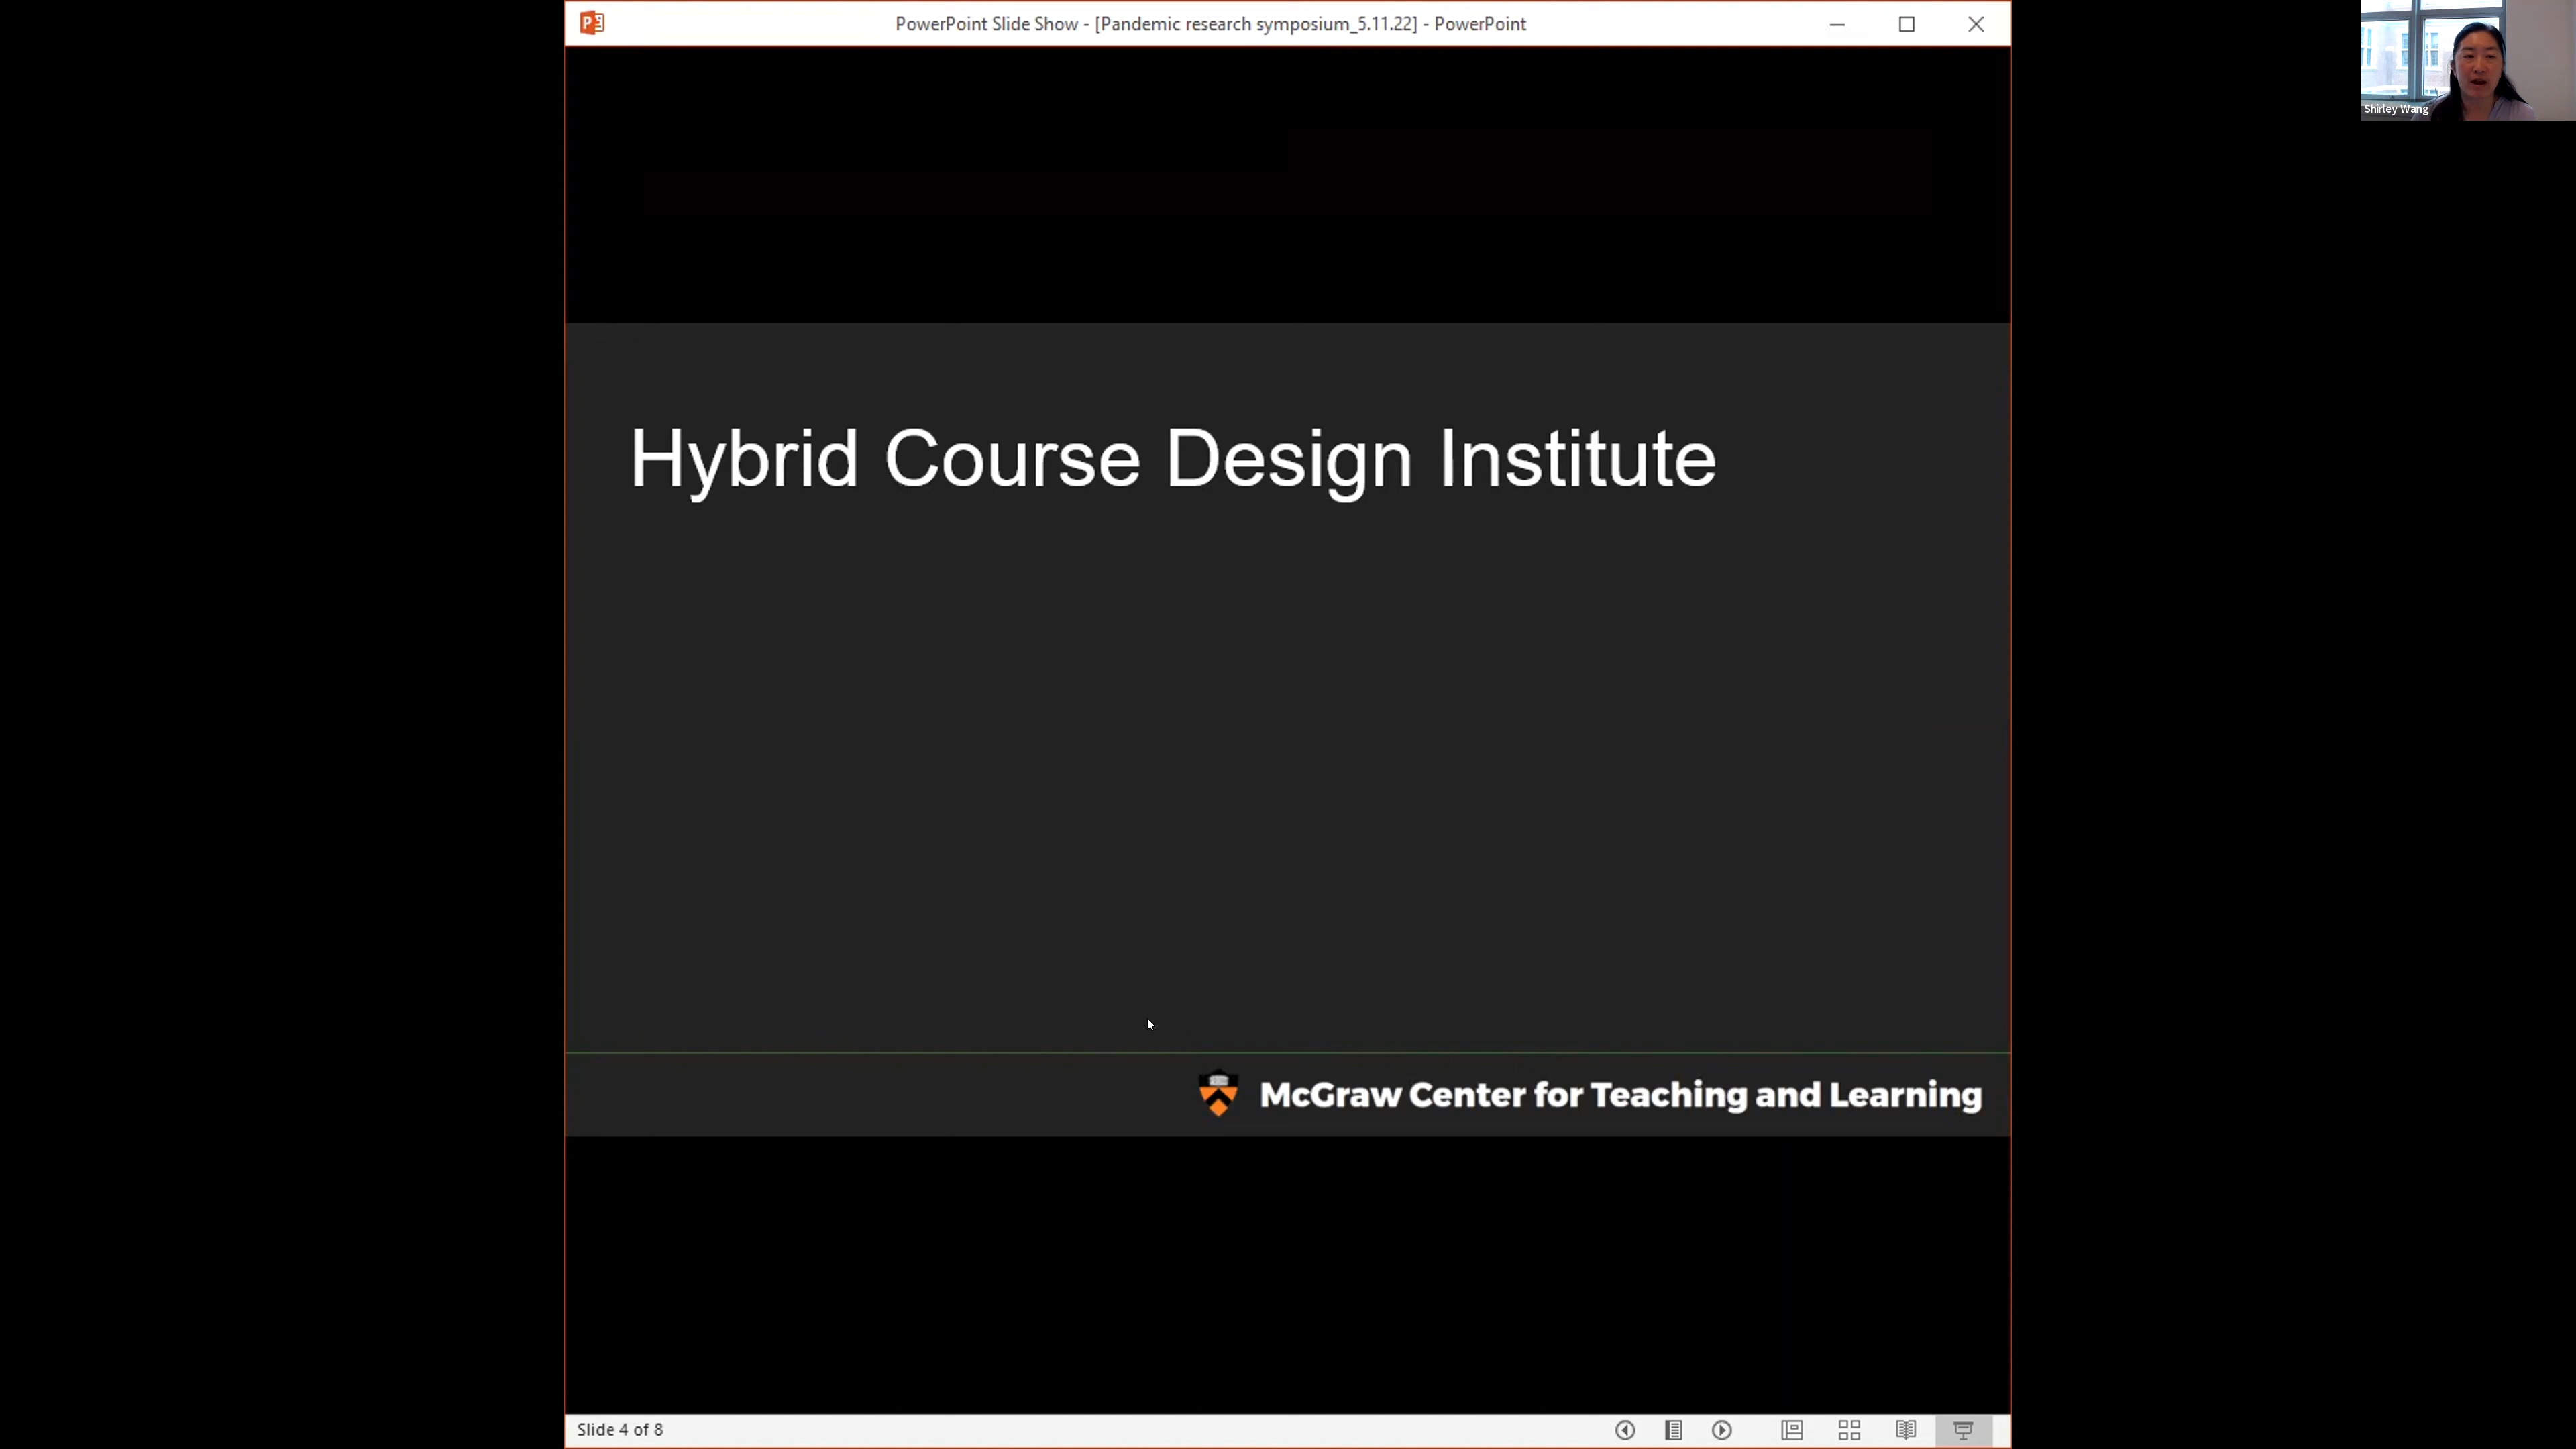 PowerPoint Slide Show - [Pandemic research symposium_5.11.22] - PowerPoint
Shirley Wang
Hybrid Course Design Institute
McGraw Center for Teaching and Learning
Slide 4 of 8